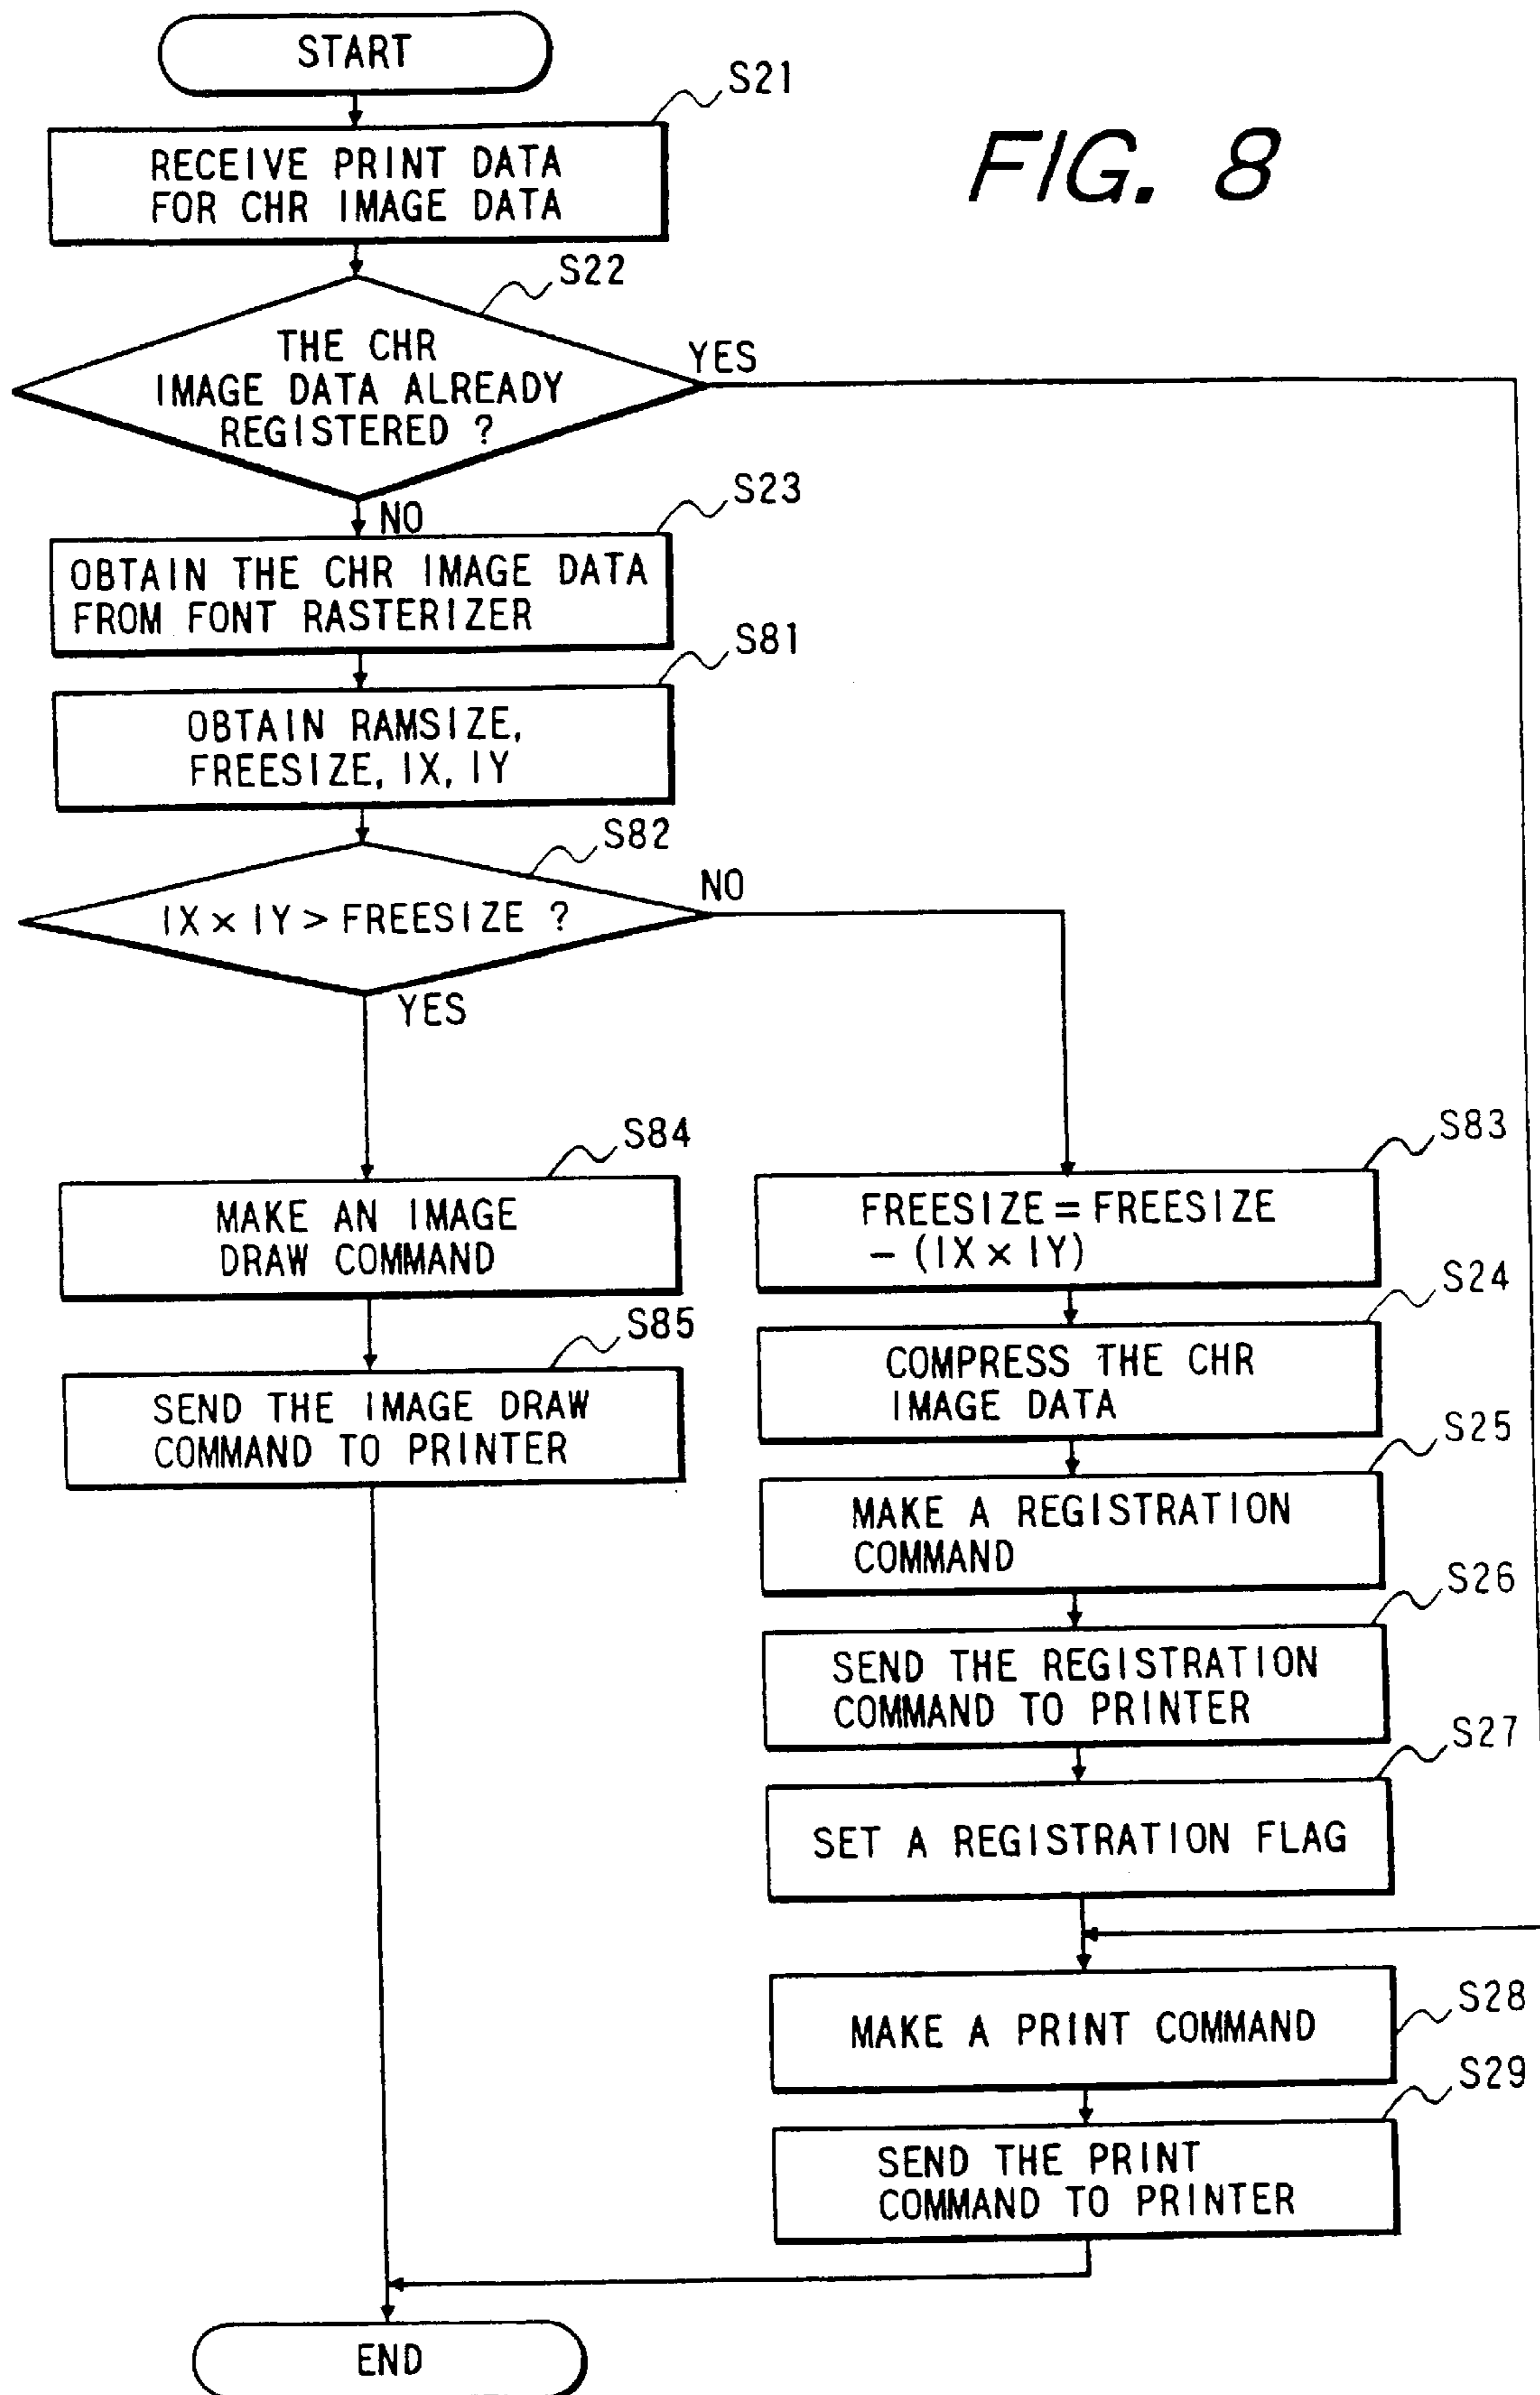 START
S21
FIG. 8
RECEIVE PRINT DATA
FOR CHR IMAGE DATA
S22
THE CHR
IMAGE DATA ALREADY
REGISTERED ?
YES
NO
S23
OBTAIN THE CHR IMAGE DATA
FROM FONT RASTERIZER
S81
OBTAIN RAMSIZE,
FREESIZE, IX, IY
S82
IX × IY > FREESIZE ?
NO
YES
S84
MAKE AN IMAGE
DRAW COMMAND
S85
SEND THE IMAGE DRAW
COMMAND TO PRINTER
S83
FREESIZE = FREESIZE
– (IX × IY)
S24
COMPRESS THE CHR
IMAGE DATA
S25
MAKE A REGISTRATION
COMMAND
S26
SEND THE REGISTRATION
COMMAND TO PRINTER
S27
SET A REGISTRATION FLAG
S28
MAKE A PRINT COMMAND
S29
SEND THE PRINT
COMMAND TO PRINTER
END